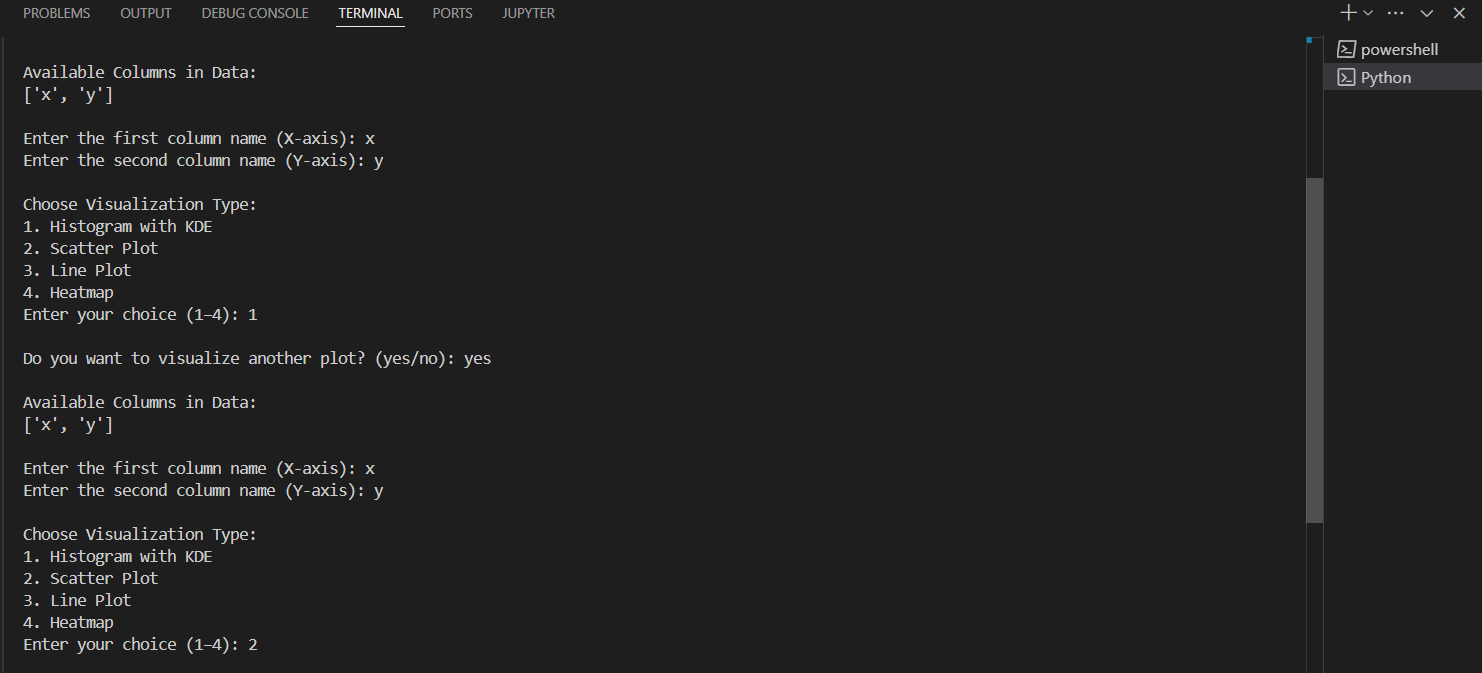 PROBLEMS OUTPUT DEBUG CONSOLE TERMINAL PORTS JUPYTER
powershell
Python
Available Columns in Data:
['x', 'y']
Enter the first column name (X-axis): x
Enter the second column name (Y-axis): y
Choose Visualization Type:
1. Histogram with KDE
2. Scatter Plot
3. Line Plot
4. Heatmap
Enter your choice (1–4): 1
Do you want to visualize another plot? (yes/no): yes
Available Columns in Data:
['x', 'y']
Enter the first column name (X-axis): x
Enter the second column name (Y-axis): y
Choose Visualization Type:
1. Histogram with KDE
2. Scatter Plot
3. Line Plot
4. Heatmap
Enter your choice (1–4): 2